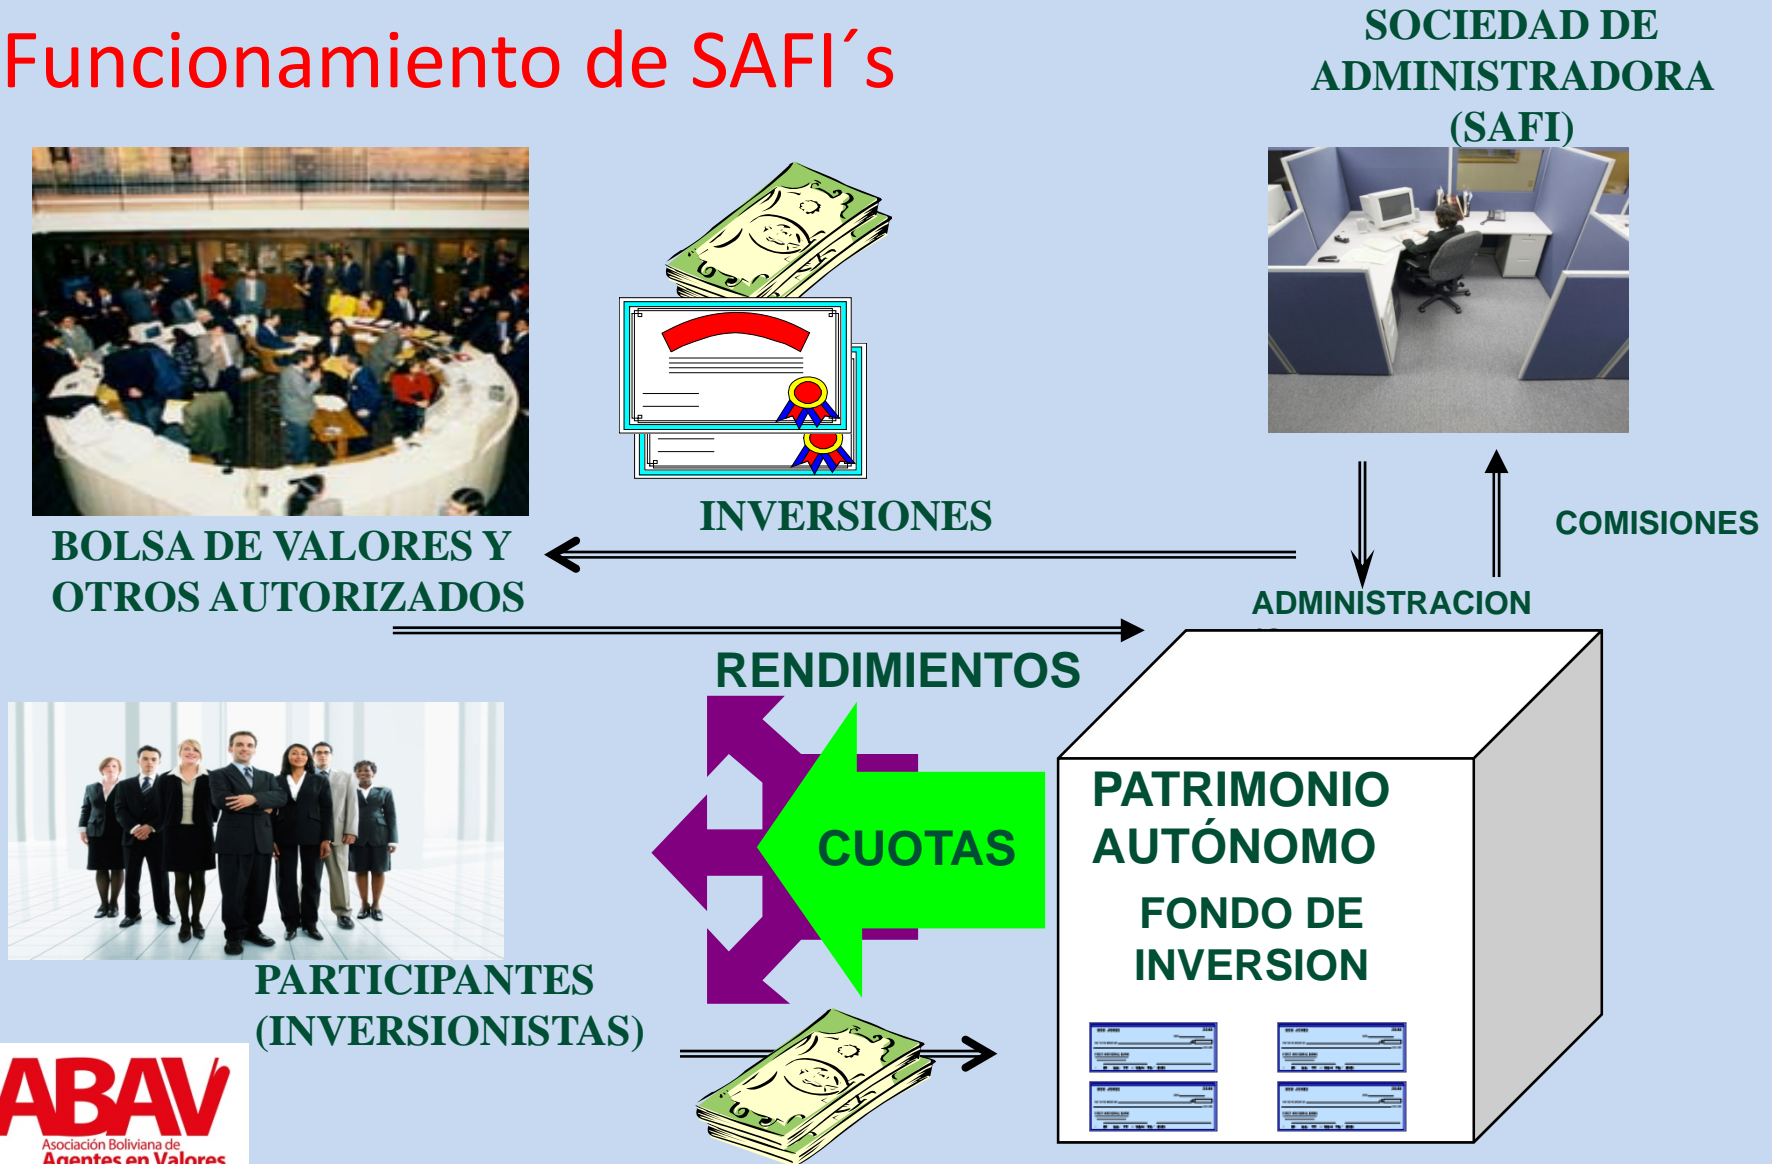 Funcionamiento de SAFI´s
SOCIEDAD DE
ADMINISTRADORA
(SAFI)
INVERSIONES
COMISIONES
BOLSA DE VALORES Y
OTROS AUTORIZADOS
ADMINISTRACION
RENDIMIENTOS
CUOTAS
PATRIMONIO
AUTÓNOMO
FONDO DE
INVERSION
PARTICIPANTES
(INVERSIONISTAS)
ABAV
Asociación Boliviana de
Agentes en Valores